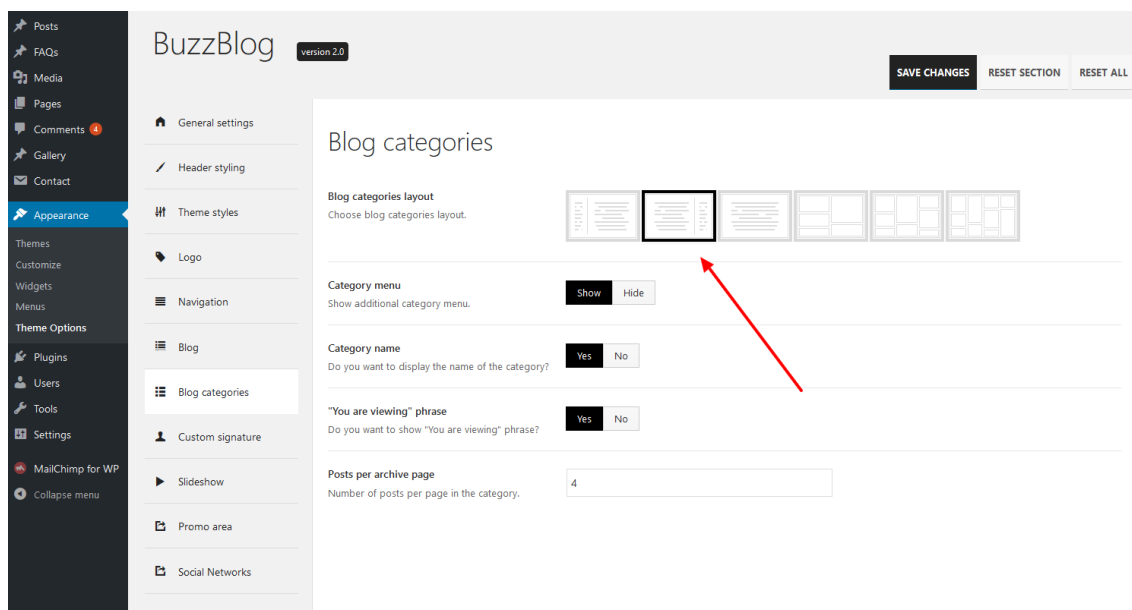 Posts
FAQs
Media
Pages
Comments 4
Gallery
Contact
Appearance
Themes
Customize
Widgets
Menus
Theme Options
Plugins
Users
Tools
Settings
MailChimp for WP
Collapse menu
BuzzBlog version 2.0
SAVE CHANGES RESET SECTION RESET ALL
General settings
Header styling
Theme styles
Logo
Navigation
Blog
Blog categories
Custom signature
Slideshow
Promo area
Social Networks
Blog categories
Blog categories layout
Choose blog categories layout.
Category menu
Show additional category menu.
Show Hide
Category name
Do you want to display the name of the category?
Yes No
"You are viewing" phrase
Do you want to show "You are viewing" phrase?
Yes No
Posts per archive page
Number of posts per page in the category.
4